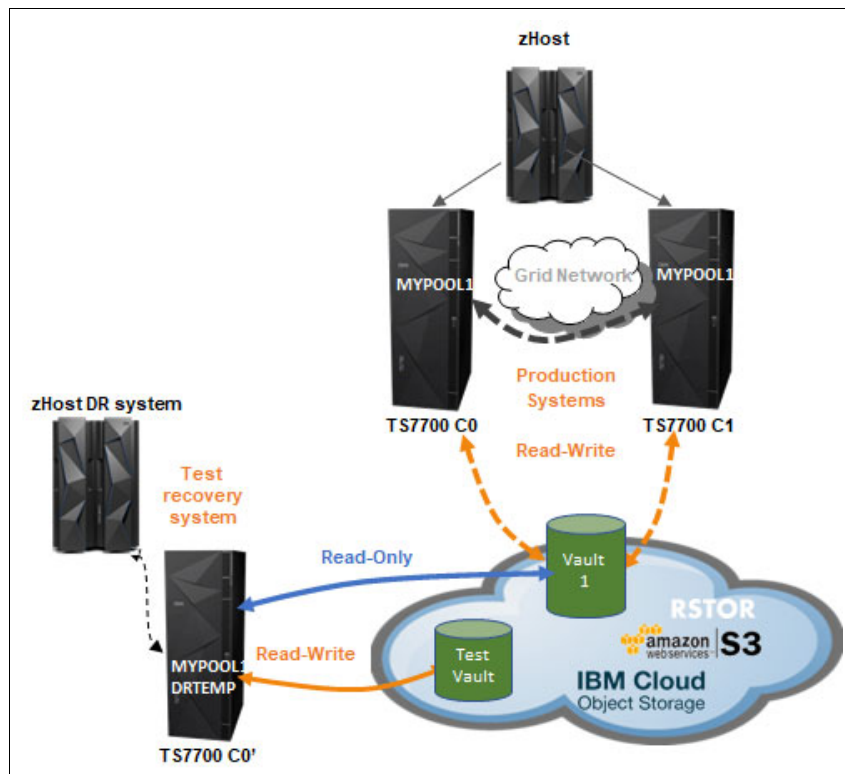 zHost
MYPOOL1
Grid Network
MYPOOL1
Production
Systems
TS7700 C0
TS7700 C1
Read-Write
zHost DR system
Test
recovery
system
Read-Only
Vault
1
RSTOR
amazon
webservices
S3
Read-Write
Test
Vault
IBM Cloud
Object Storage
MYPOOL1
DRTEMP
TS7700 C0'